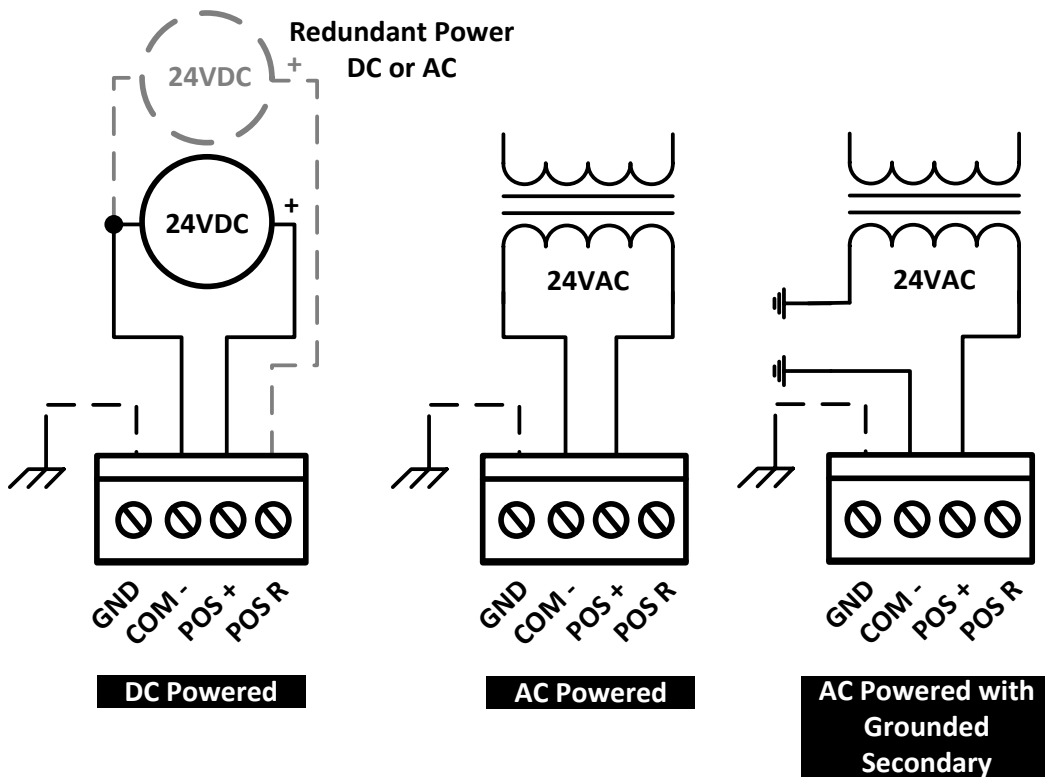 Redundant Power
DC or AC
24VDC
+
24VDC
+
24VAC
24VAC
GND
COM -
POS +
POS R
GND
COM -
POS +
POS R
GND
COM -
POS +
POS R
DC Powered
AC Powered
AC Powered with
Grounded
Secondary